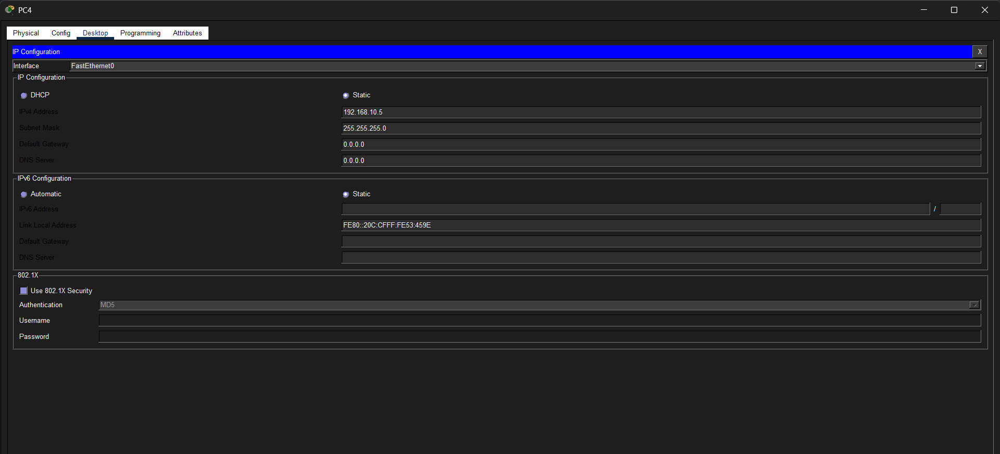 PC4
Physical Config Desktop Programming Attributes
IP Configuration X
Interface FastEthernet0
IP Configuration
DHCP Static
IPv4 Address 192.168.10.5
Subnet Mask 255.255.255.0
Default Gateway 0.0.0.0
DNS Server 0.0.0.0
IPv6 Configuration
Automatic Static
IPv6 Address /
Link Local Address FE80::20C:CFFF:FE53:459E
Default Gateway
DNS Server
802.1X
Use 802.1X Security
Authentication MD5
Username
Password